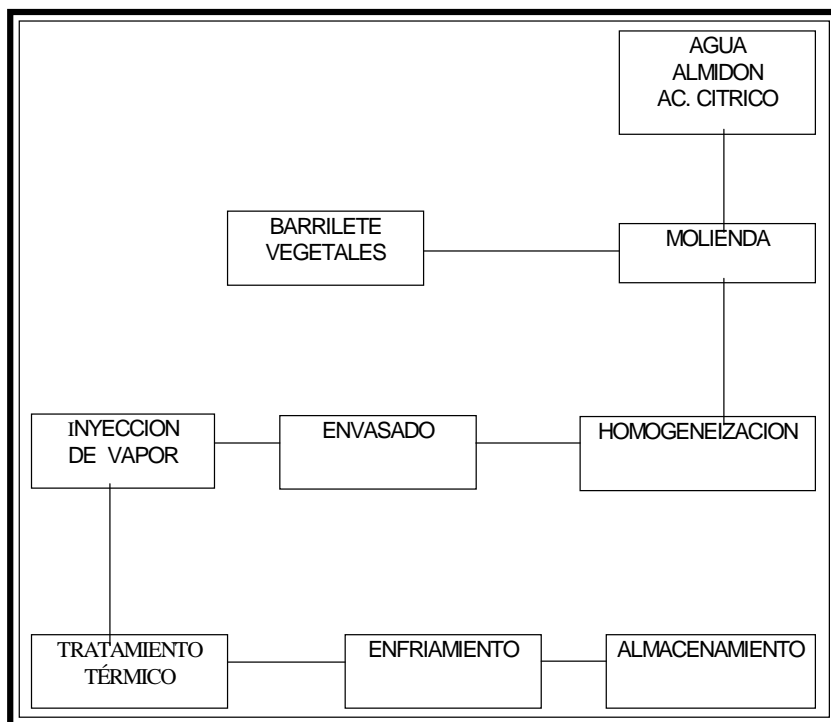 AGUA
ALMIDON
AC. CITRICO
BARRILETE
VEGETALES
MOLIENDA
INYECCION
DE VAPOR
ENVASADO
HOMOGENEIZACION
TRATAMIENTO
TÉRMICO
ENFRIAMIENTO
ALMACENAMIENTO